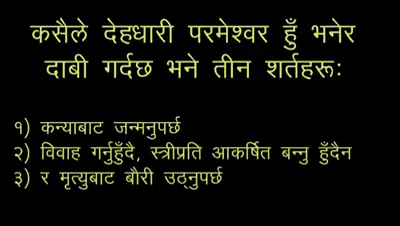 कसैले देहधारी परमेश्वर हुँ भनेर
दाबी गर्दछ भने तीन शर्तहरू:
१) कन्याबाट जन्मनुपर्छ
२) विवाह गर्नुहुँदै, स्त्रीप्रति आकर्षित बन्नु हुँदैन
३) र मृत्युबाट बौरी उठ्नुपर्छ